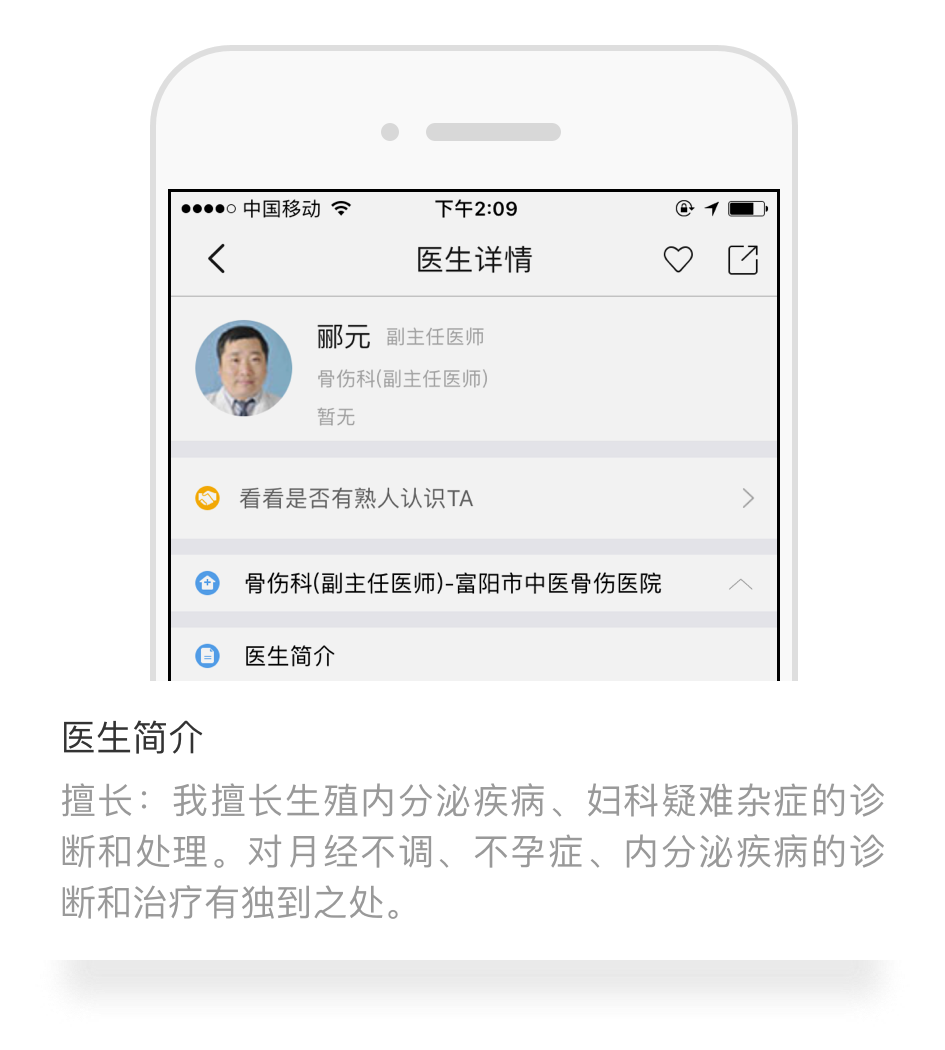 中国移动 下午2:09
医生详情
郦元 副主任医师
骨伤科(副主任医师)
暂无
看看是否有熟人认识TA
骨伤科(副主任医师)-富阳市中医骨伤医院
医生简介
医生简介
擅长：我擅长生殖内分泌疾病、妇科疑难杂症的诊
断和处理。对月经不调、不孕症、内分泌疾病的诊
断和治疗有独到之处。